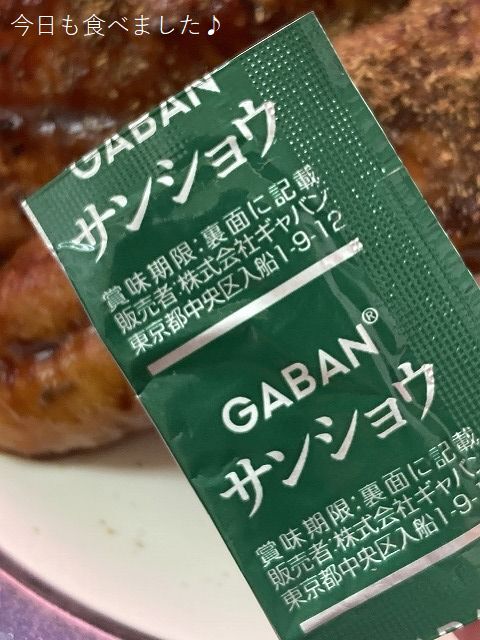 今日も食べました♪
GABAN
サンショウ
賞味期限:裏面に記載
販売者:株式会社ギャバン
東京都中央区入船1-9-12
GABAN®
サンショウ
賞味期限:裏面に記載
販売者:株式会社ギャバン
東京都中央区入船1-9-